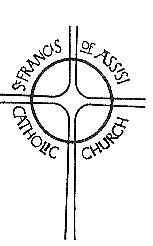 St. FRANCIS OF ASSISI
CATHOLIC CHURCH